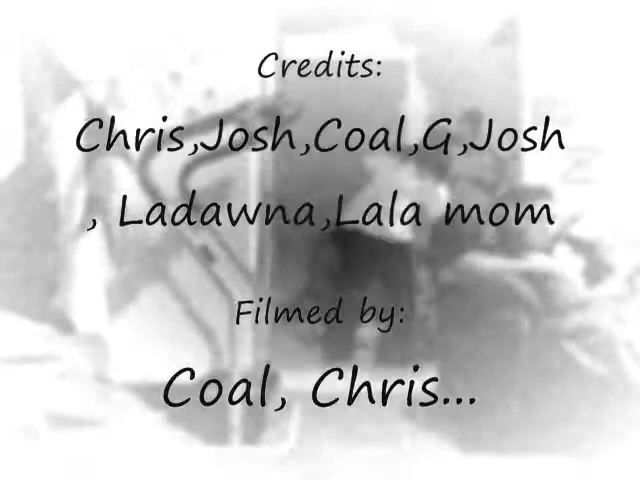 Credits:
Chris,Josh,Coal,G,Josh
, Ladawna,Lala mom
Filmed by:
Coal, Chris...